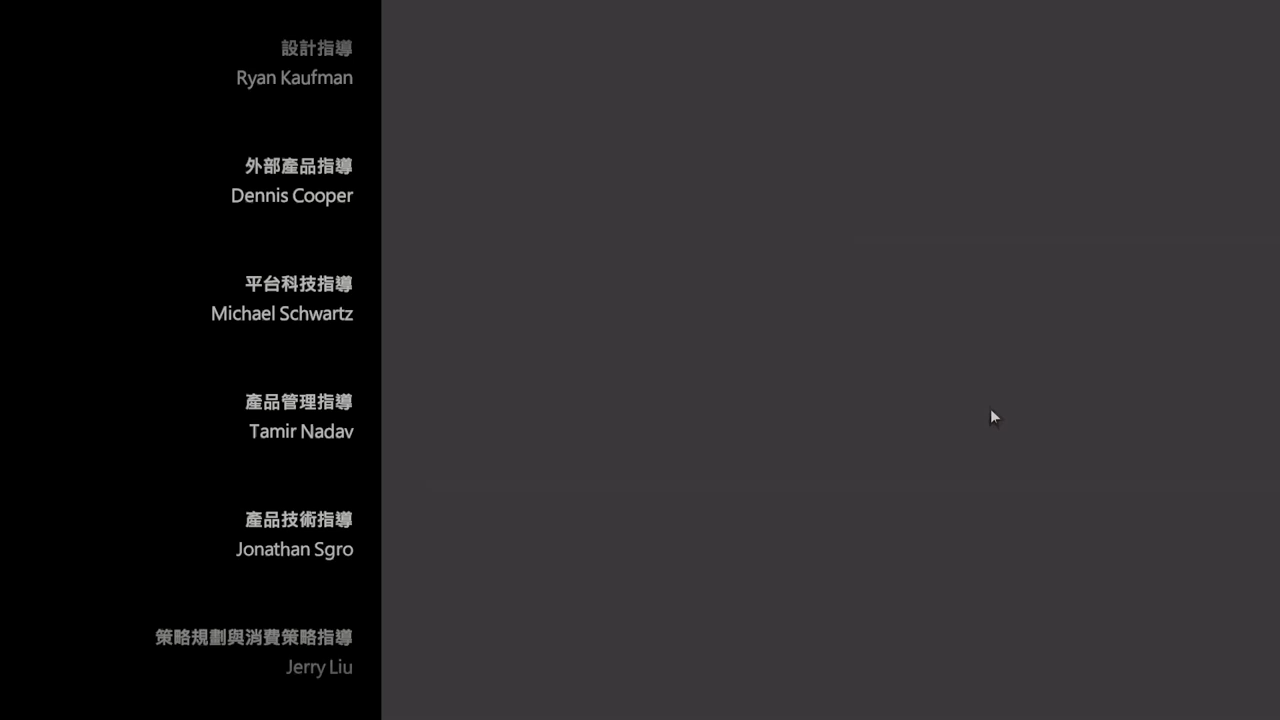 設計指導
Ryan Kaufman
外部產品指導
Dennis Cooper
平台科技指導
Michael Schwartz
產品管理指導
Tamir Nadav
產品技術指導
Jonathan Sgro
策略規劃與消費策略指導
Jerry Liu